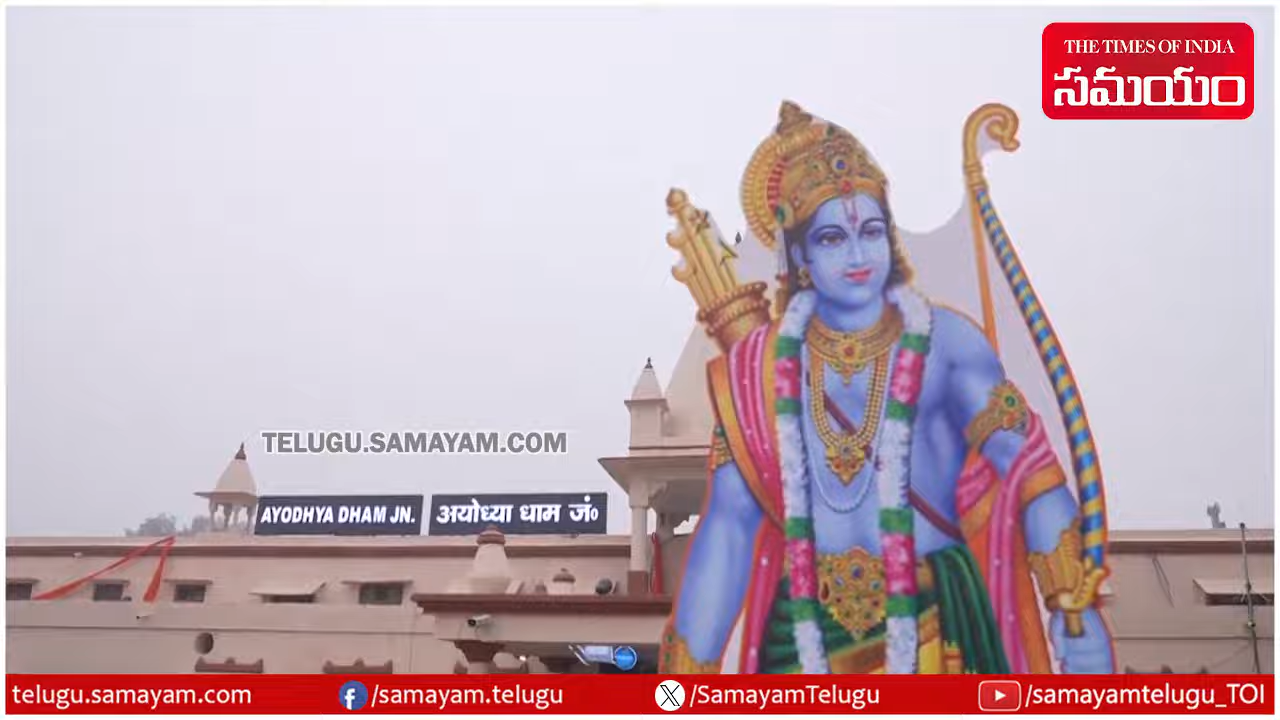 THE TIMES OF INDIA
సమయం
TELUGU.SAMAYAM.COM
AYODHYA DHAM JN.
अयोध्या धाम जं०
telugu.samayam.com
/samayam.telugu
/SamayamTelugu
/samayamtelugu_TOI